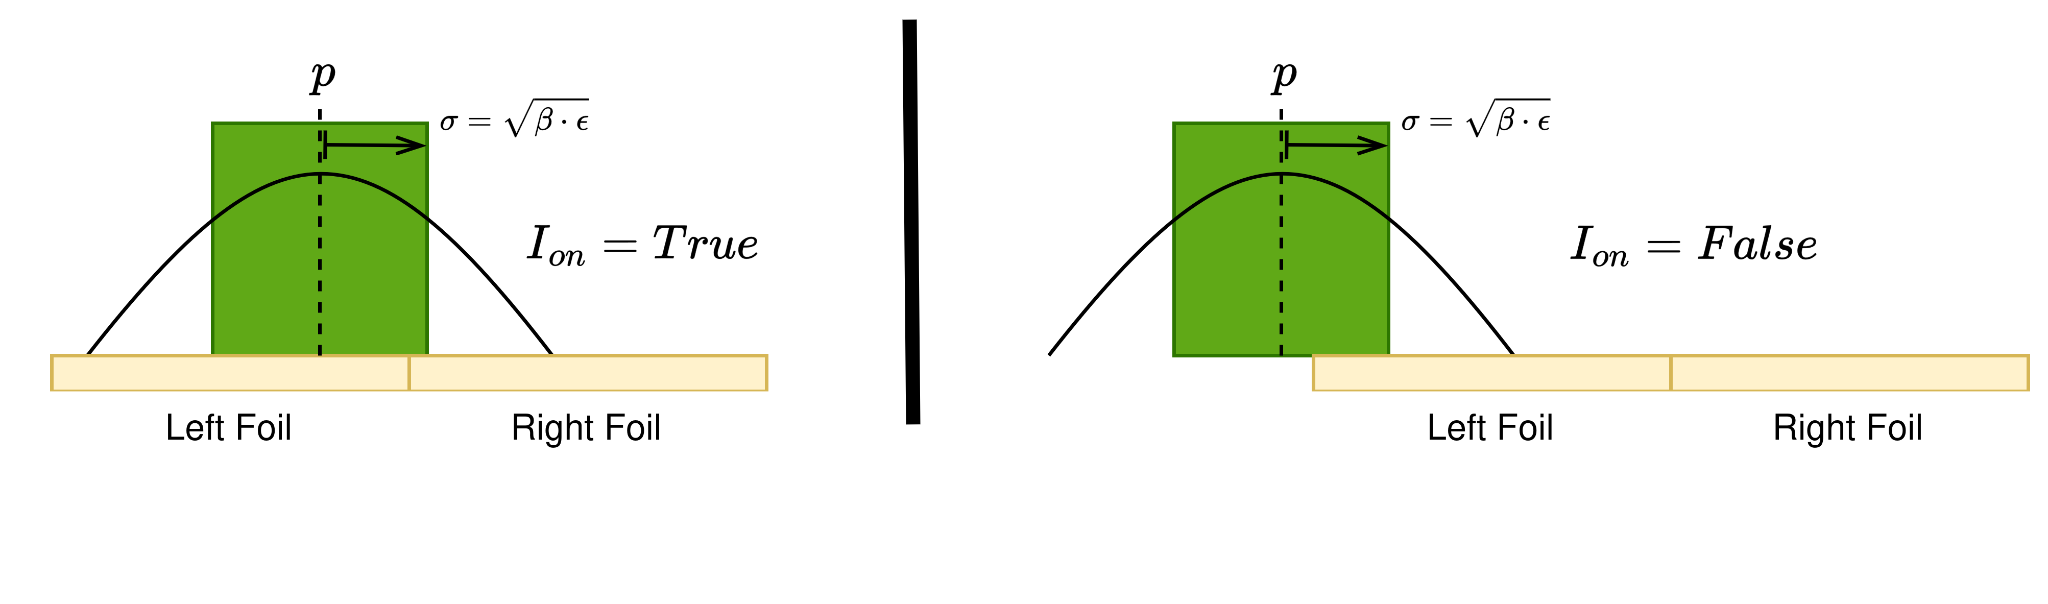 p
σ = √β · ϵ
I_on = True
Left Foil
Right Foil
p
σ = √β · ϵ
I_on = False
Left Foil
Right Foil